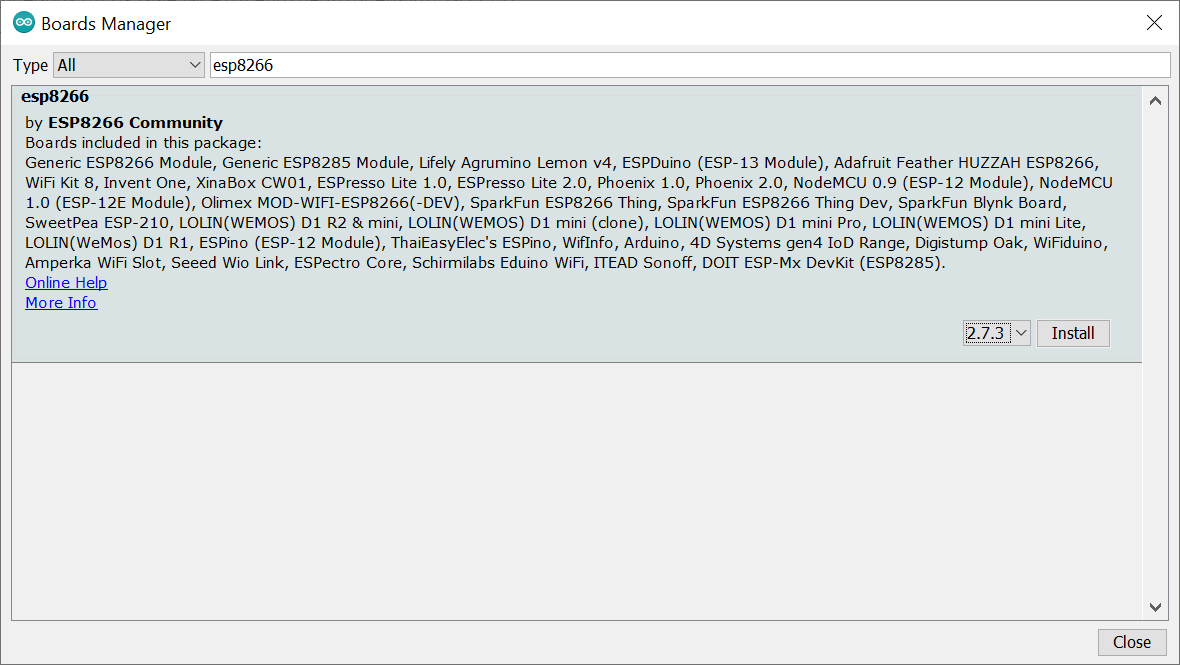 Boards Manager
Type All esp8266
esp8266
by ESP8266 Community
Boards included in this package:
Generic ESP8266 Module, Generic ESP8285 Module, Lifely Agrumino Lemon v4, ESPDuino (ESP-13 Module), Adafruit Feather HUZZAH ESP8266,
WiFi Kit 8, Invent One, XinaBox CW01, ESPresso Lite 1.0, ESPresso Lite 2.0, Phoenix 1.0, Phoenix 2.0, NodeMCU 0.9 (ESP-12 Module), NodeMCU
1.0 (ESP-12E Module), Olimex MOD-WIFI-ESP8266(-DEV), SparkFun ESP8266 Thing, SparkFun ESP8266 Thing Dev, SparkFun Blynk Board,
SweetPea ESP-210, LOLIN(WEMOS) D1 R2 & mini, LOLIN(WEMOS) D1 mini (clone), LOLIN(WEMOS) D1 mini Pro, LOLIN(WEMOS) D1 mini Lite,
LOLIN(WeMos) D1 R1, ESPino (ESP-12 Module), ThaiEasyElec's ESPino, WifInfo, Arduino, 4D Systems gen4 IoD Range, Digistump Oak, WiFiduino,
Amperka WiFi Slot, Seeed Wio Link, ESPectro Core, Schirmilabs Eduino WiFi, ITEAD Sonoff, DOIT ESP-Mx DevKit (ESP8285).
Online Help
More Info
2.7.3 Install
Close